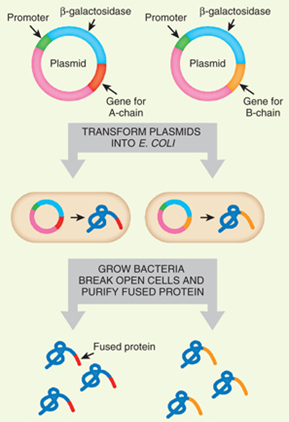 Promoter
β-galactosidase
Plasmid
Gene for
A-chain
Promoter
β-galactosidase
Plasmid
Gene for
B-chain
TRANSFORM PLASMIDS
INTO E. COLI
GROW BACTERIA
BREAK OPEN CELLS AND
PURIFY FUSED PROTEIN
Fused protein